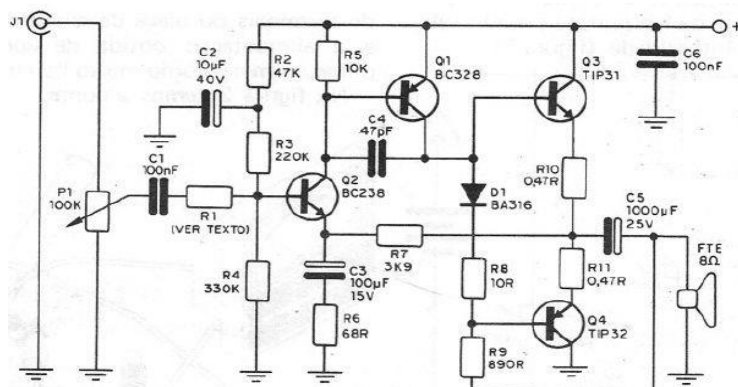 J1
+
C2
10µF
40V
R2
47K
R5
10K
Q1
BC328
Q3
TIP31
C6
100nF
C4
47pF
R3
220K
R10
0,47R
C1
100nF
Q2
BC238
P1
100K
R1
(VER TEXTO)
D1
BA316
C5
1000µF
25V
R7
3K9
FTE
8Ω
R4
330K
C3
100µF
15V
R8
10R
R11
0,47R
R6
68R
Q4
TIP32
R9
890R